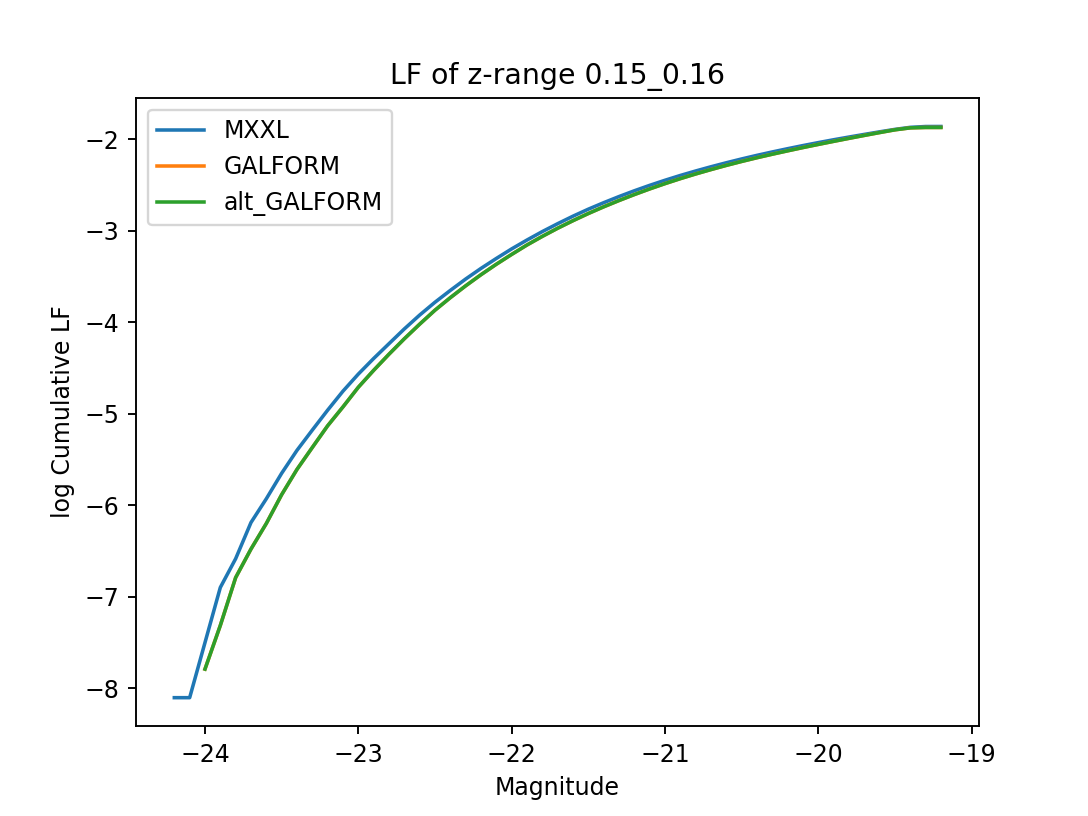 LF of z-range 0.15_0.16
MXXL
GALFORM
alt_GALFORM
−2
−3
−4
−5
−6
−7
−8
log Cumulative LF
−24
−23
−22
−21
−20
−19
Magnitude